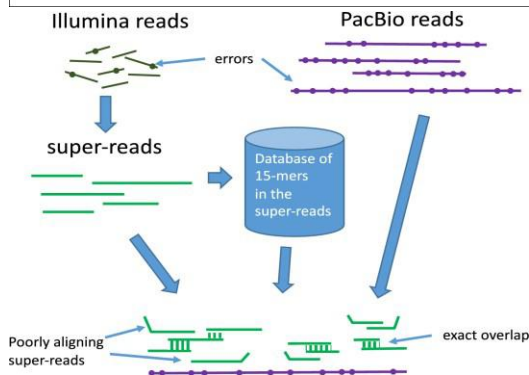 Illumina reads
PacBio reads
errors
super-reads
Database of
15-mers
in the
super-reads
Poorly aligning
super-reads
exact overlap